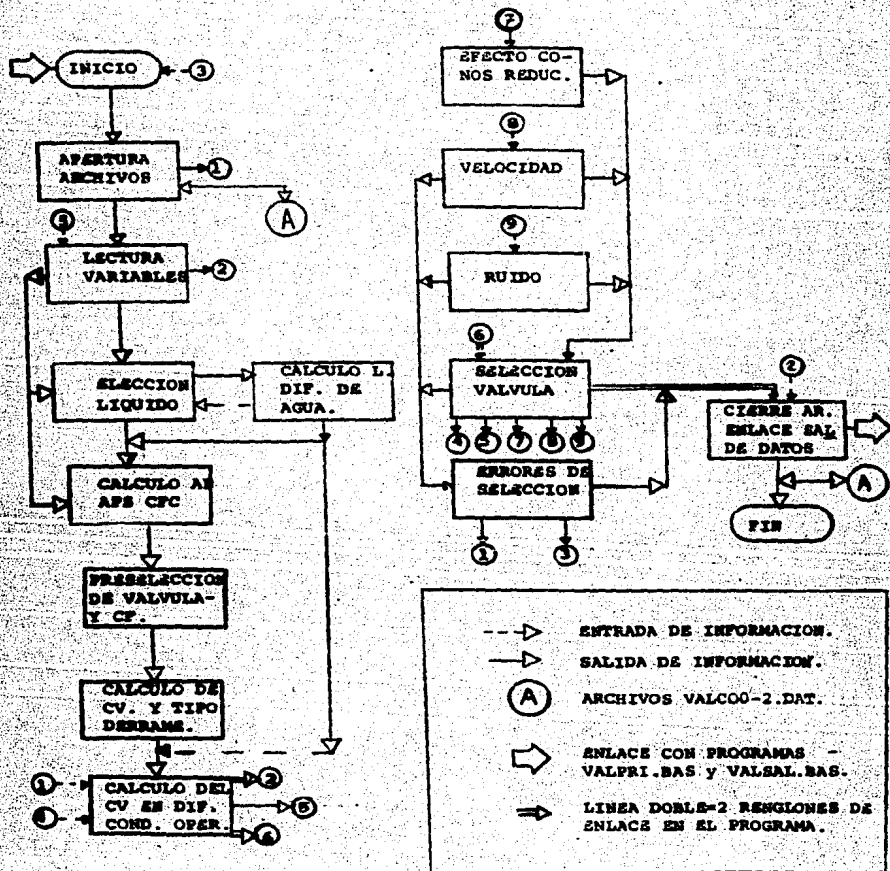 INICIO
3
APERTURA
ARCHIVOS
1
A
LECTURA
VARIABLES
2
SELECCION
LIQUIDO
CALCULO L.
DIF. DE
AGUA.
CALCULO AP
APS CFC
PRESELECCION
DE VALVULA-
Y CF.
CALCULO DE
CV. Y TIPO
DERRAME.
1
CALCULO DEL
CV EN DIF.
COND. OPER.
2
5
6
7
EFECTO CO-
NOS REDUC.
8
VELOCIDAD
9
RUIDO
6
SELECCION
VALVULA
4
5
7
8
9
ERRORES DE
SELECCION
1
3
2
CIERRE AR.
ENLACE SAL
DE DATOS
A
FIN
ENTRADA DE INFORMACION.
SALIDA DE INFORMACION.
A
ARCHIVOS VALCO0-2.DAT.
ENLACE CON PROGRAMAS -
VALPRI.BAS y VALSAL.BAS.
LINEA DOBLE=2 RENGLONES DE
ENLACE EN EL PROGRAMA.